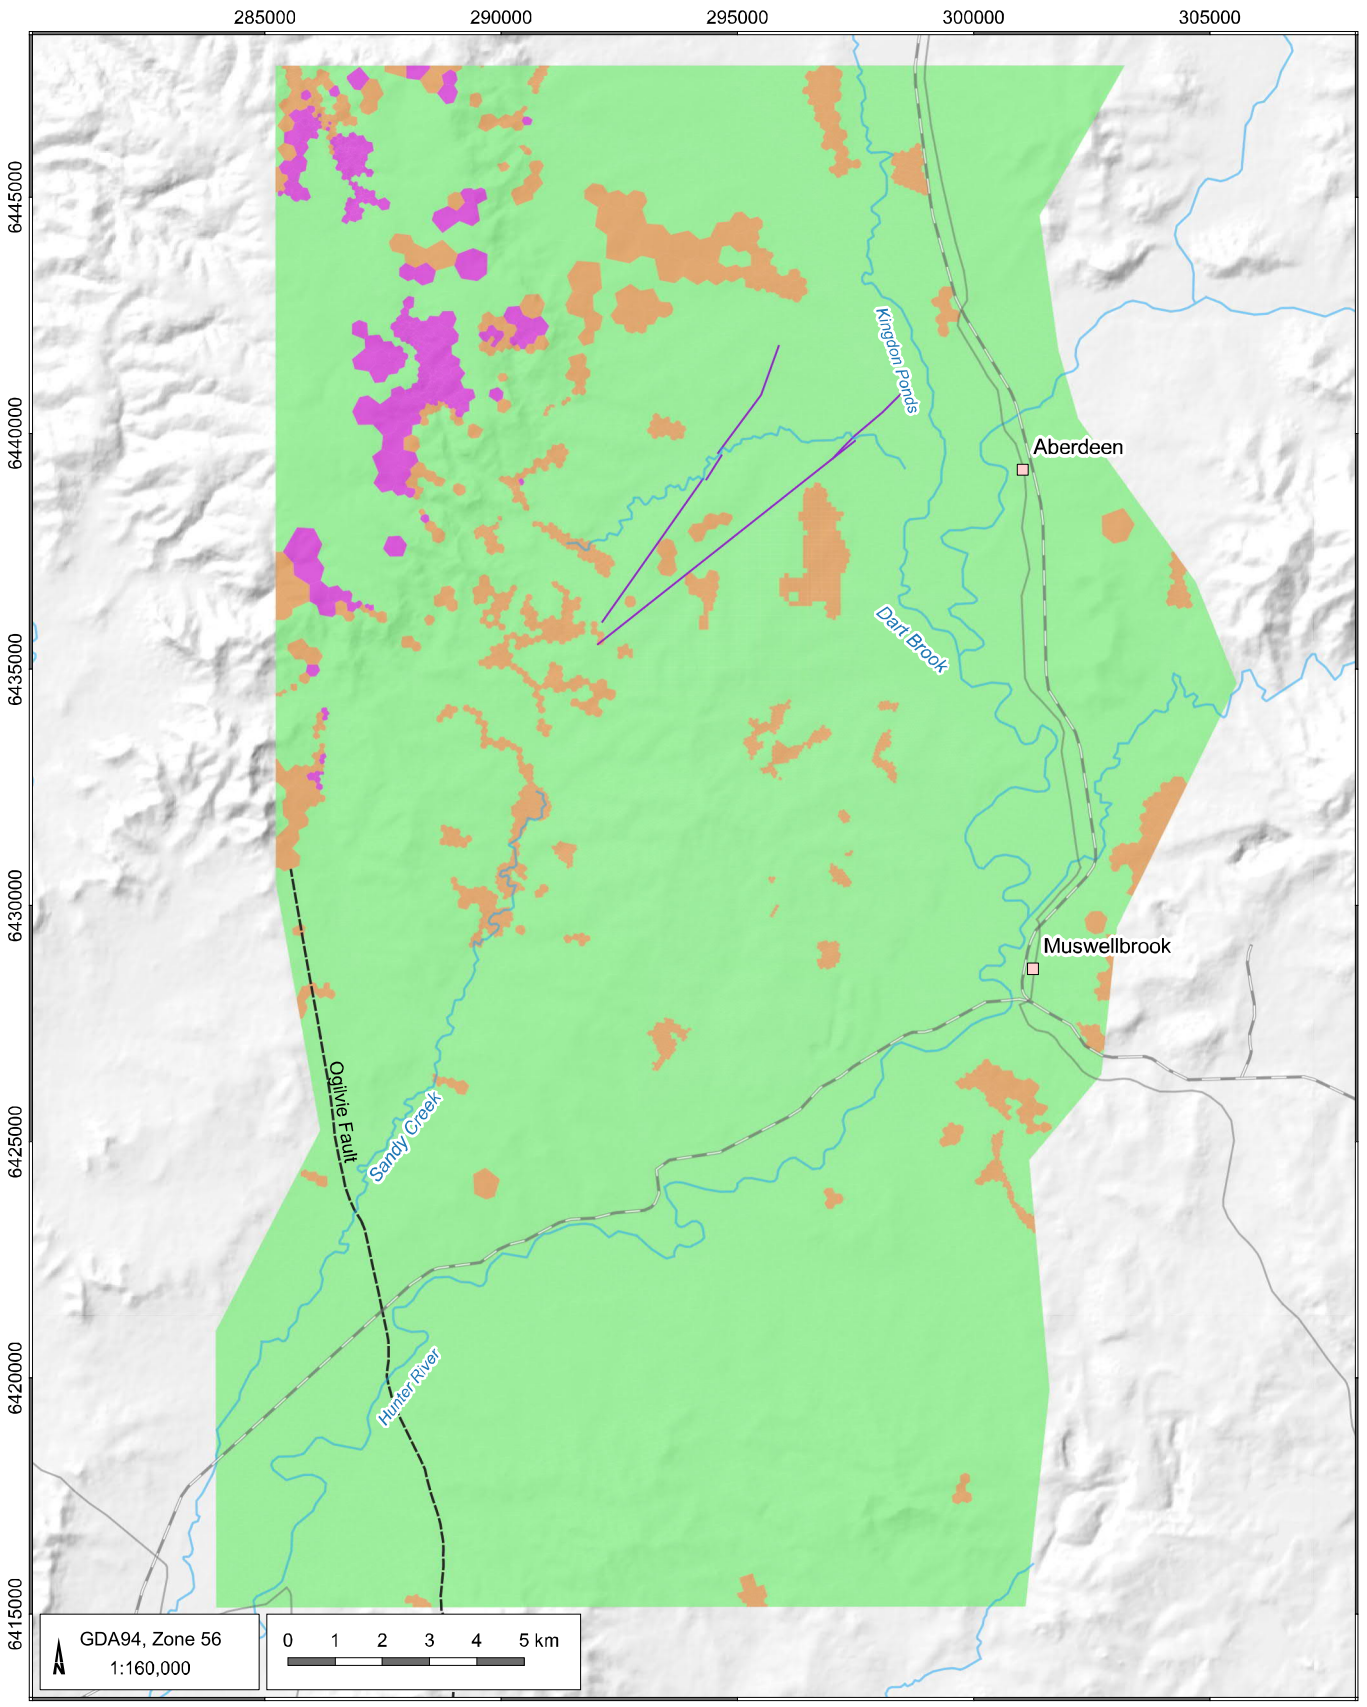 285000 290000 295000 300000 305000
6445000
6440000
6435000
6430000
6425000
6420000
6415000
Kingdon Ponds
Aberdeen
Dart Brook
Muswellbrook
Ogilvie Fault
Sandy Creek
Hunter River
GDA94, Zone 56
1:160,000
N
0 1 2 3 4 5 km